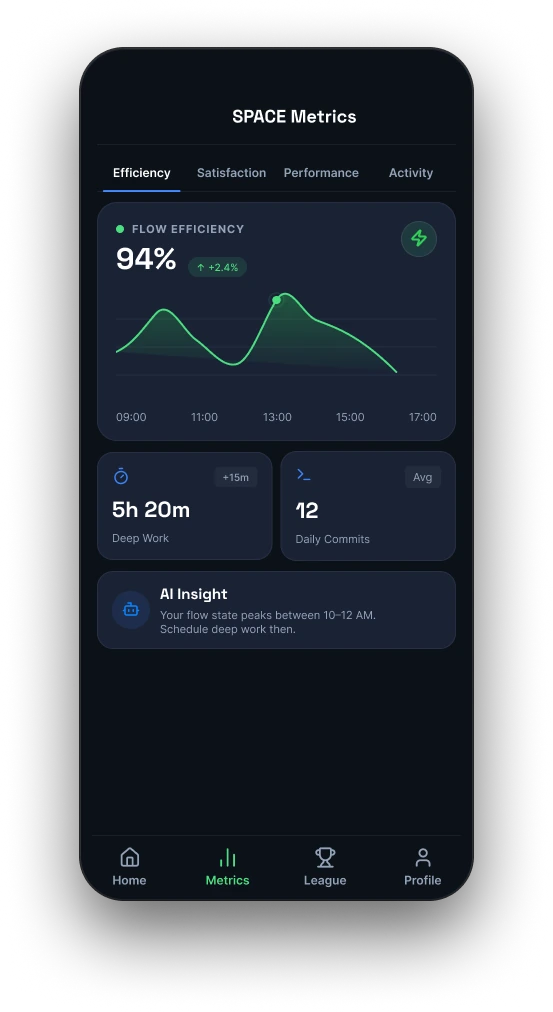 SPACE Metrics
Efficiency Satisfaction Performance Activity
FLOW EFFICIENCY
94% ↑ +2.4%
09:00 11:00 13:00 15:00 17:00
+15m
5h 20m
Deep Work
Avg
12
Daily Commits
AI Insight
Your flow state peaks between 10–12 AM.
Schedule deep work then.
Home Metrics League Profile